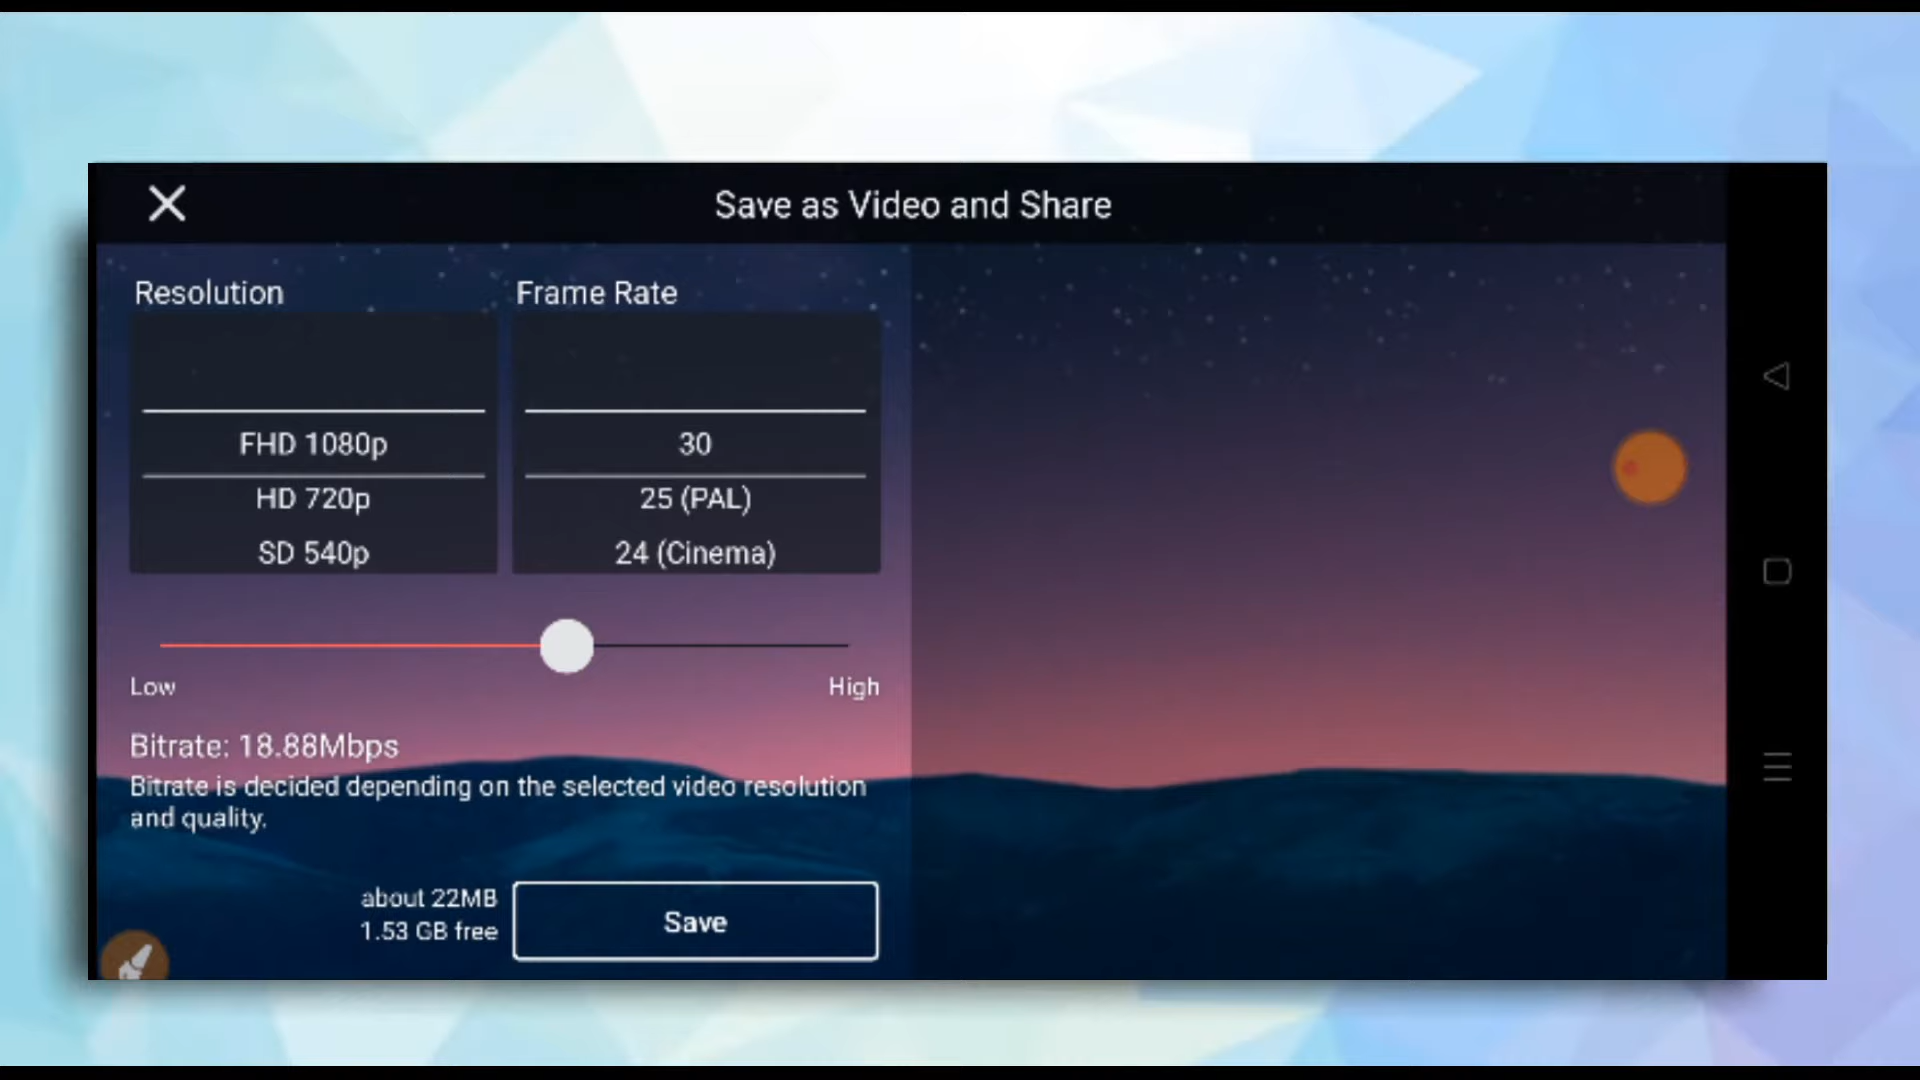 Save as Video and Share
Resolution
Frame Rate
FHD 1080p
HD 720p
SD 540p
30
25 (PAL)
24 (Cinema)
Low
High
Bitrate: 18.88Mbps
Bitrate is decided depending on the selected video resolution
and quality.
about 22MB
1.53 GB free
Save